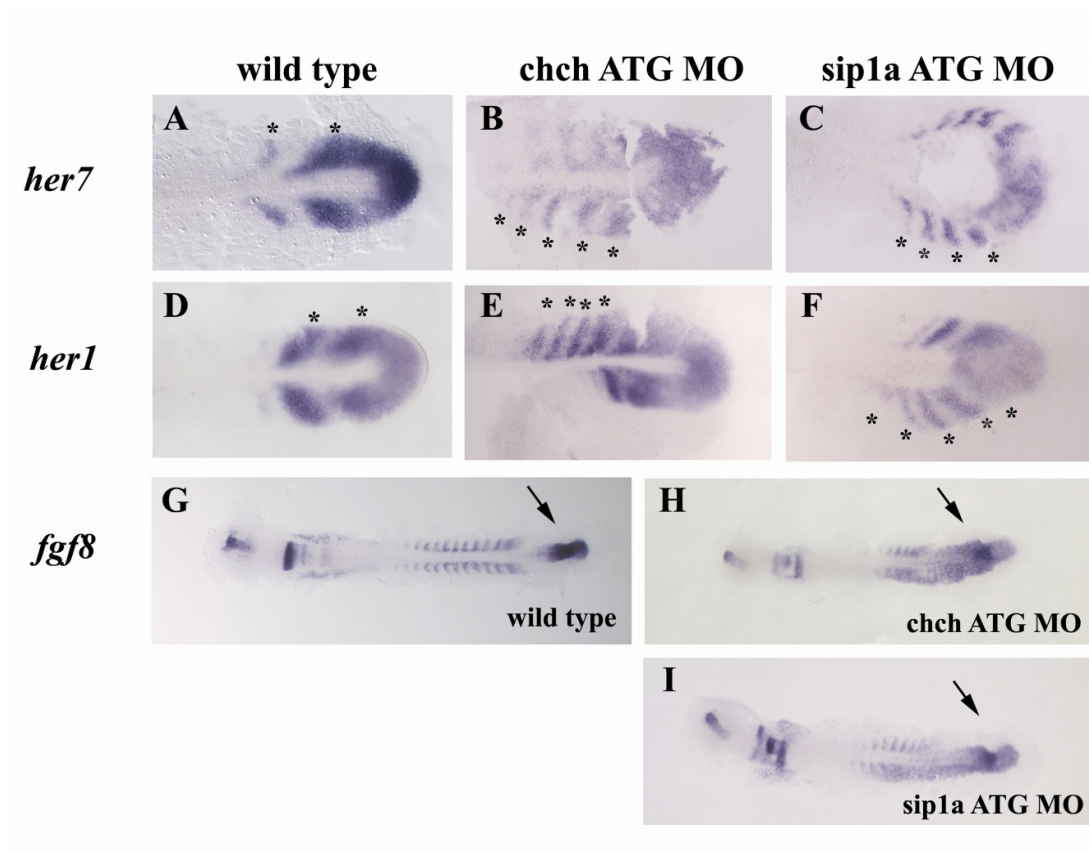 wild type chch ATG MO sip1a ATG MO
A B C
her7
* *
* * * * *
* * * *
D E F
her1
* *
* * * *
* * * * *
G H
fgf8
wild type
chch ATG MO
I
sip1a ATG MO